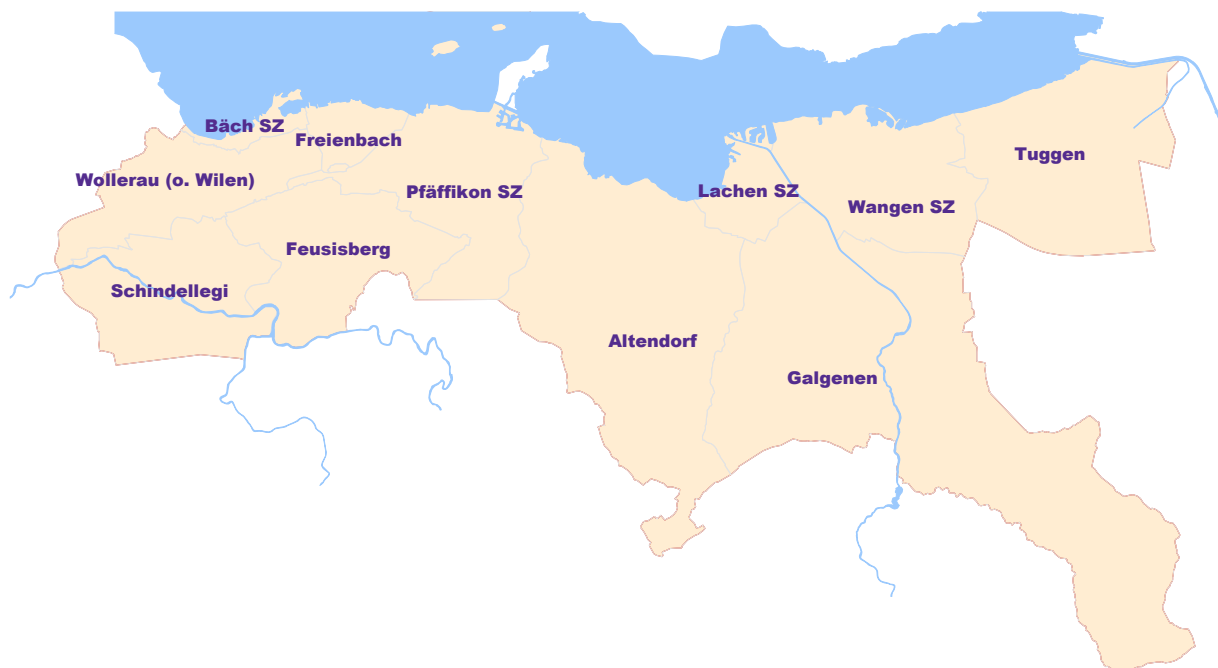 Bäch SZ
Freienbach
Tuggen
Wollerau (o. Wilen)
Pfäffikon SZ
Lachen SZ
Wangen SZ
Feusisberg
Schindellegi
Altendorf
Galgenen